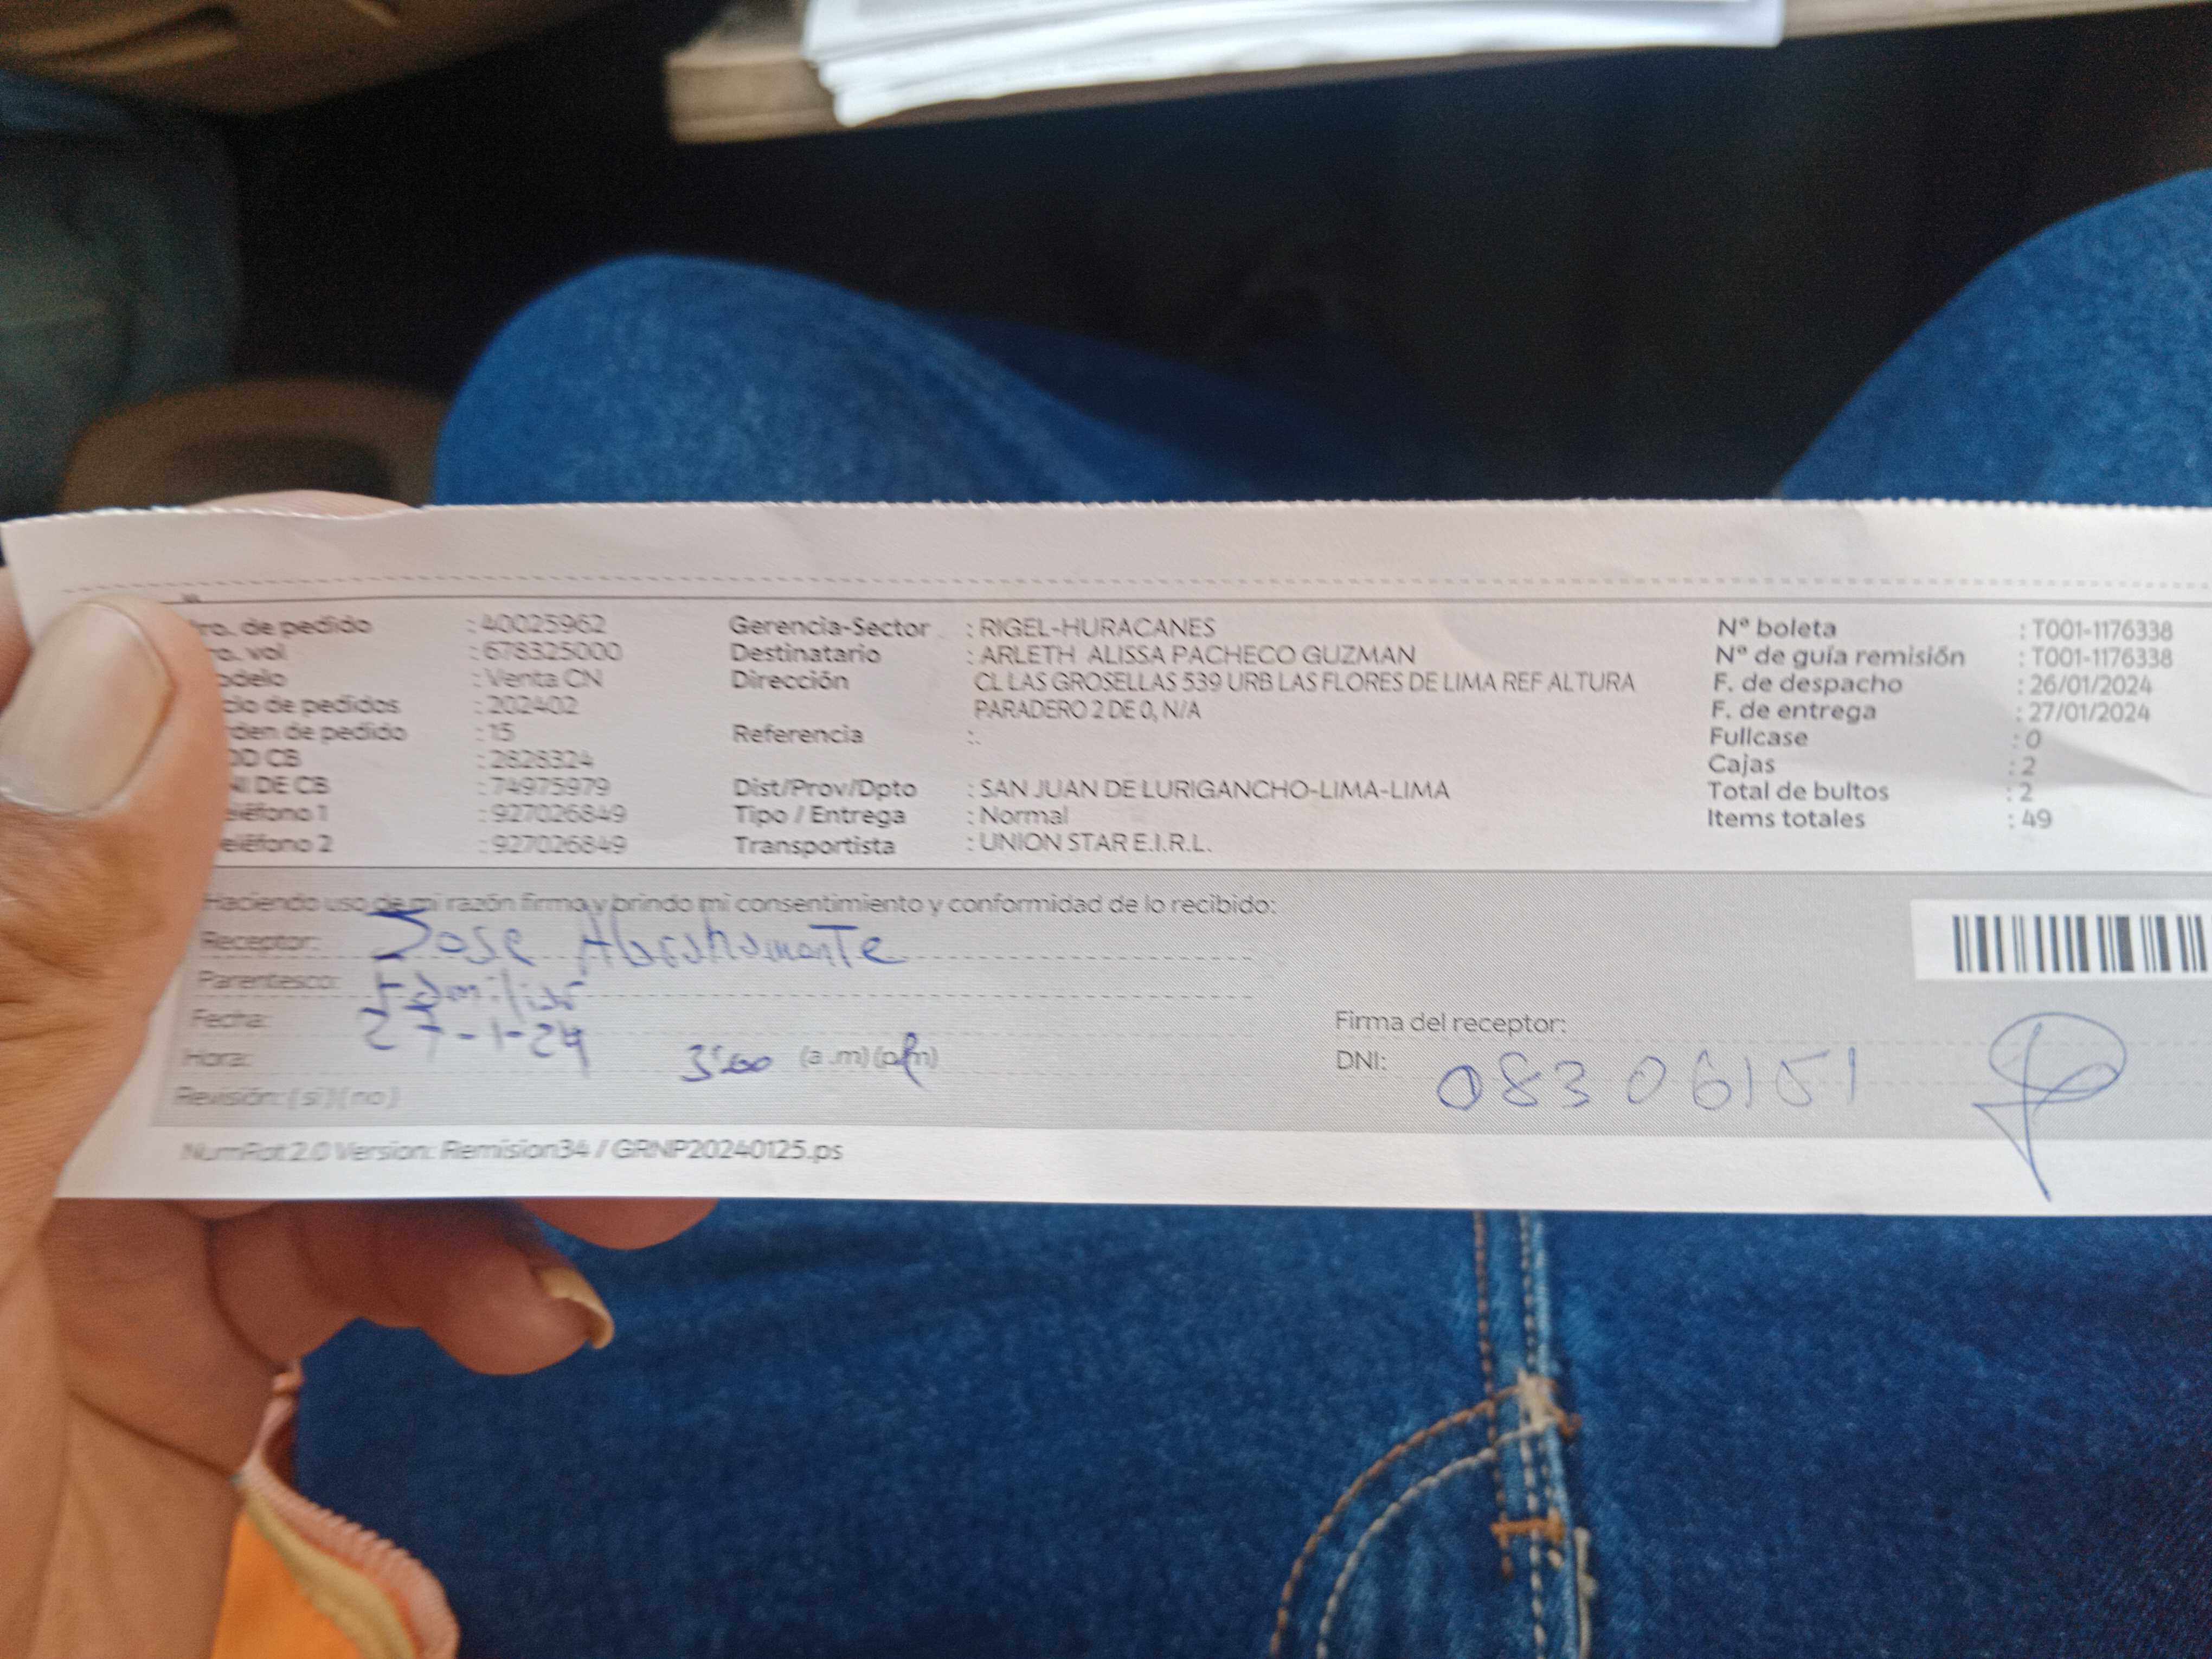 ro. de pedido : 40025962 Gerencia-Sector : RIGEL-HURACANES Nº boleta : T001-1176338
ro. vol : 678325000 Destinatario : ARLETH ALISSA PACHECO GUZMAN Nº de guía remisión : T001-1176338
odelo : Venta CN Dirección CL LAS GROSELLAS 539 URB LAS FLORES DE LIMA REF ALTURA F. de despacho : 26/01/2024
clo de pedidos : 202402 PARADERO 2 DE 0, N/A F. de entrega : 27/01/2024
rden de pedido : 15 Referencia :. Fullcase : 0
OD CB : 2828324 Cajas : 2
NI DE CB : 74975979 Dist/Prov/Dpto : SAN JUAN DE LURIGANCHO-LIMA-LIMA Total de bultos : 2
eléfono 1 : 927026849 Tipo / Entrega : Normal Items totales : 49
eléfono 2 : 927026849 Transportista : UNION STAR E.I.R.L.
Haciendo uso de mi razón firmo y brindo mi consentimiento y conformidad de lo recibido:
Receptor: Jose Abrahamonte
Parentesco: Familiar
Fecha: 27-1-24 Firma del receptor:
Hora: 3:00 (a.m) (p.m) DNI: 08306151
Revisión: (si) (no)
NumRot 2.0 Version: Remision34 / GRNP20240125.ps